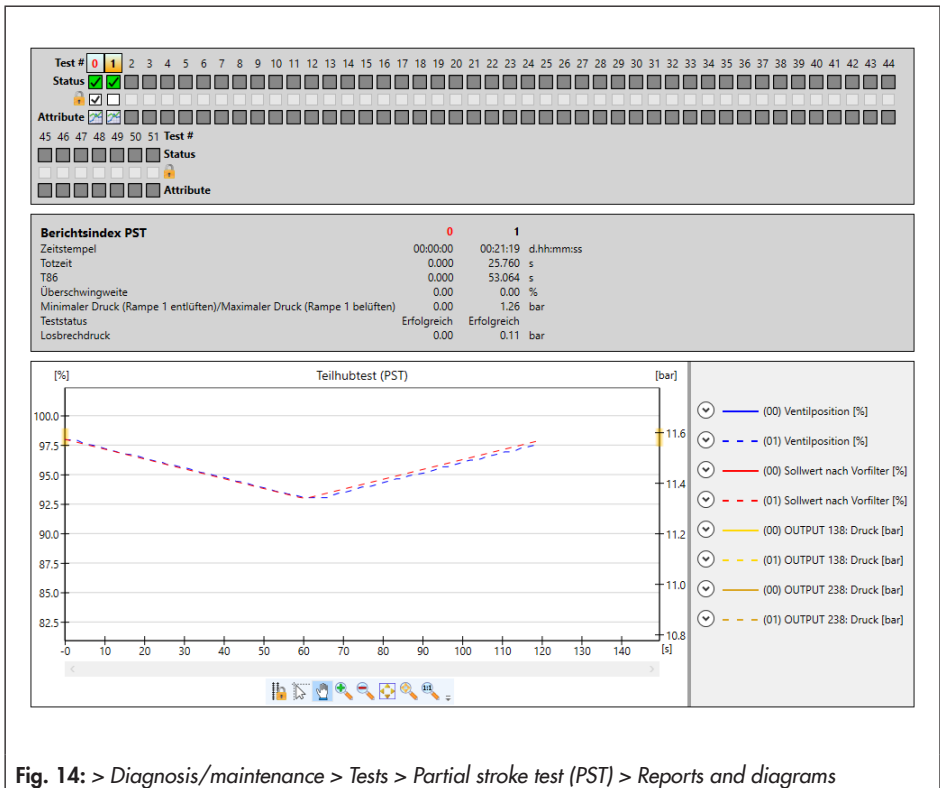 Test # 0 1 2 3 4 5 6 7 8 9 10 11 12 13 14 15 16 17 18 19 20 21 22 23 24 25 26 27 28 29 30 31 32 33 34 35 36 37 38 39 40 41 42 43 44
Status
Attribute
45 46 47 48 49 50 51 Test #
Status
Attribute
Berichtsindex PST 0 1
Zeitstempel 00:00:00 00:21:19 d.hh:mm:ss
Totzeit 0.000 25.760 s
T86 0.000 53.064 s
Überschwingweite 0.00 0.00 %
Minimaler Druck (Rampe 1 entlüften)/Maximaler Druck (Rampe 1 belüften) 0.00 1.26 bar
Teststatus Erfolgreich Erfolgreich
Losbrechdruck 0.00 0.11 bar
[%] Teilhubtest (PST) [bar]
100.0
97.5
95.0
92.5
90.0
87.5
85.0
82.5
11.6
11.4
11.2
11.0
10.8
-0 10 20 30 40 50 60 70 80 90 100 110 120 130 140 [s]
(00) Ventilposition [%]
(01) Ventilposition [%]
(00) Sollwert nach Vorfilter [%]
(01) Sollwert nach Vorfilter [%]
(00) OUTPUT 138: Druck [bar]
(01) OUTPUT 138: Druck [bar]
(00) OUTPUT 238: Druck [bar]
(01) OUTPUT 238: Druck [bar]
1:1
Fig. 14: > Diagnosis/maintenance > Tests > Partial stroke test (PST) > Reports and diagrams